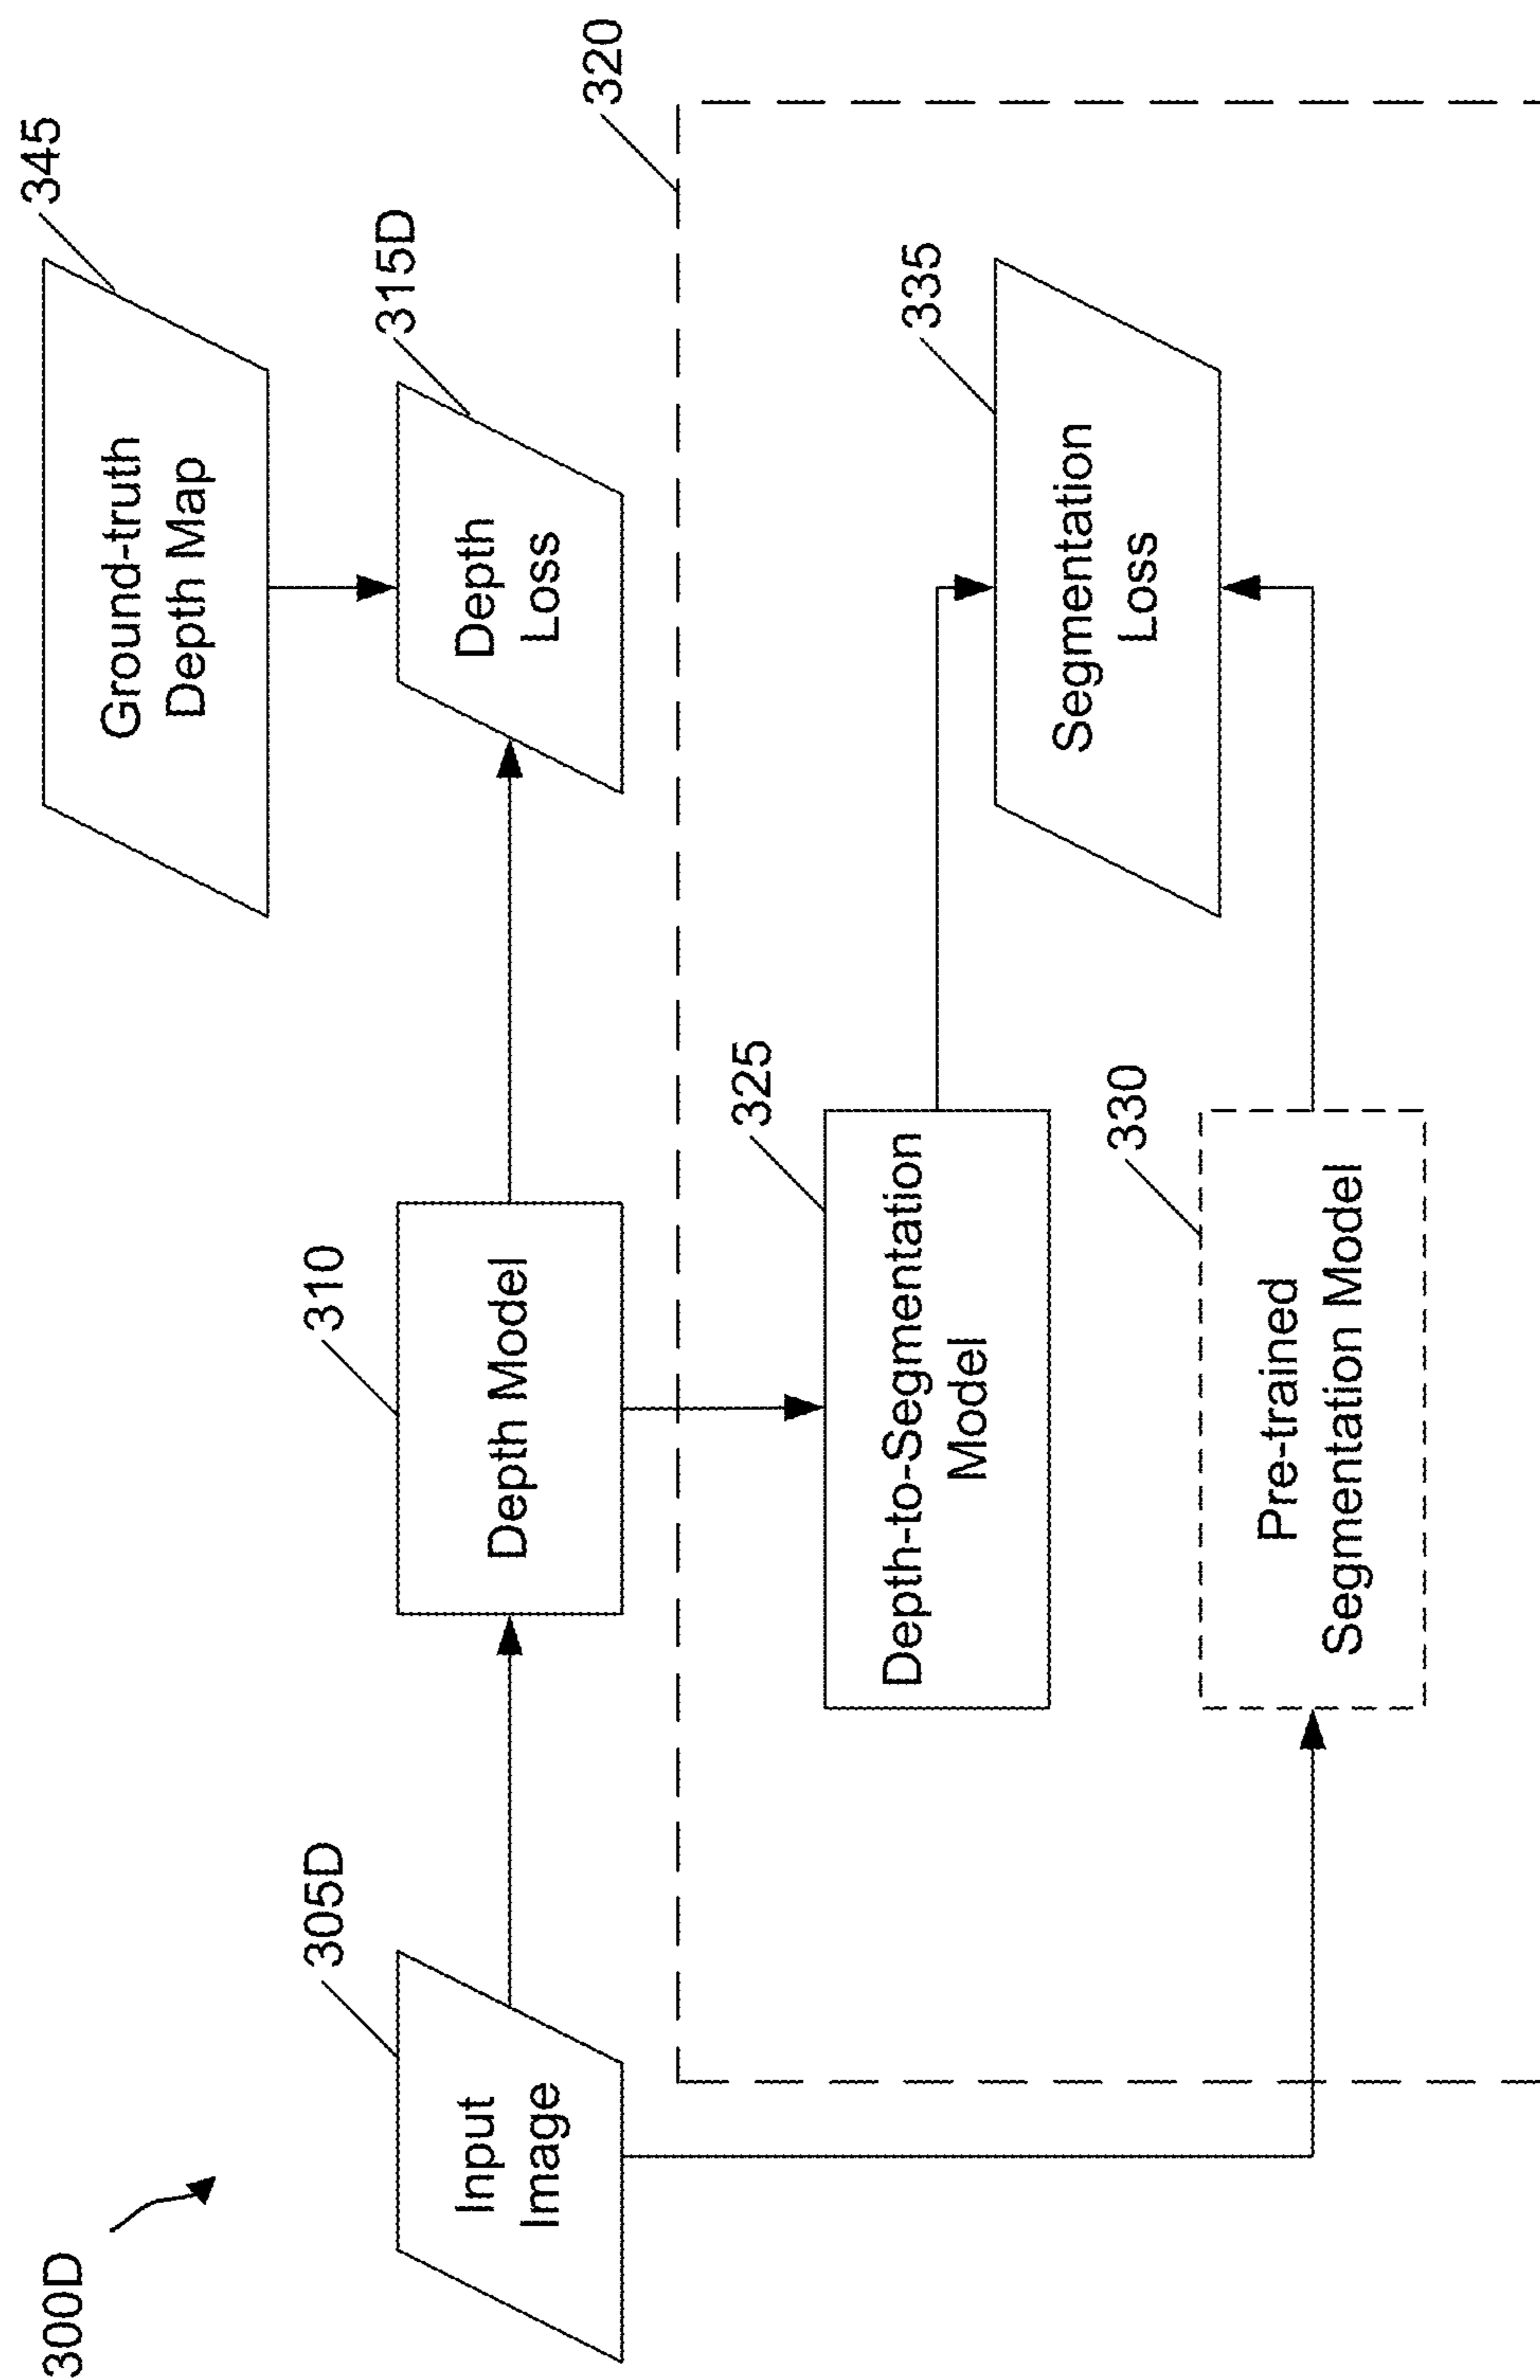 300D
345
Ground-truth
Depth Map
305D
Input
Image
310
Depth Model
315D
Depth
Loss
320
325
Depth-to-Segmentation
Model
335
Segmentation
Loss
330
Pre-trained
Segmentation Model